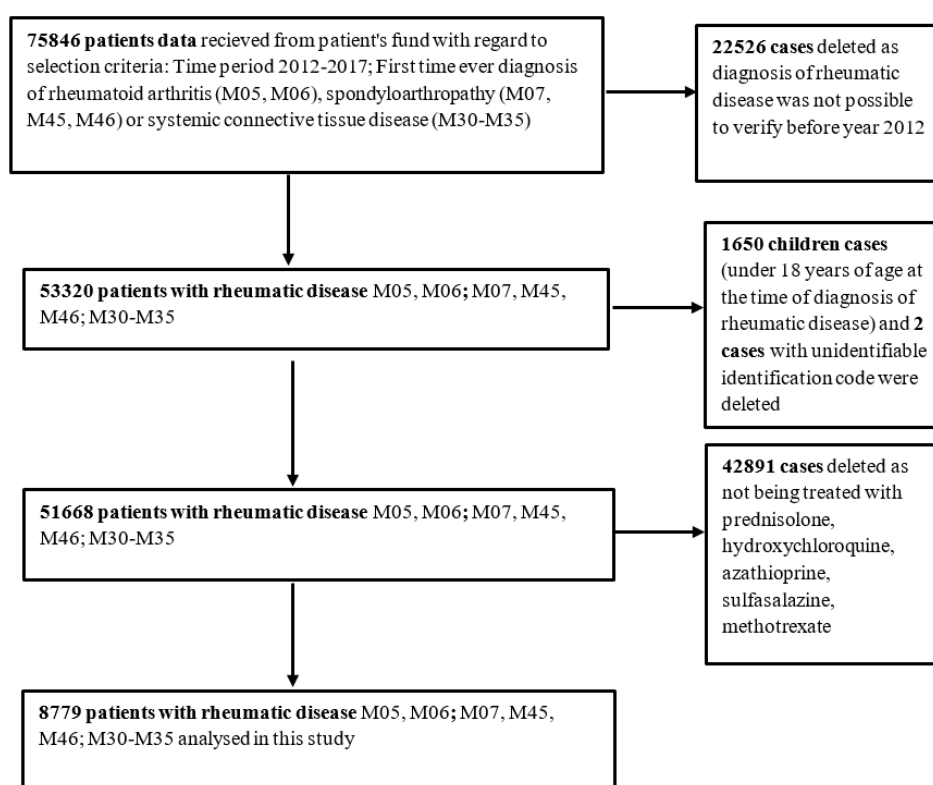 75846 patients data recieved from patient's fund with regard to
selection criteria: Time period 2012-2017; First time ever diagnosis
of rheumatoid arthritis (M05, M06), spondyloarthropathy (M07,
M45, M46) or systemic connective tissue disease (M30-M35)
22526 cases deleted as
diagnosis of rheumatic
disease was not possible
to verify before year 2012
53320 patients with rheumatic disease M05, M06; M07, M45,
M46; M30-M35
1650 children cases
(under 18 years of age at
the time of diagnosis of
rheumatic disease) and 2
cases with unidentifiable
identification code were
deleted
51668 patients with rheumatic disease M05, M06; M07, M45,
M46; M30-M35
42891 cases deleted as
not being treated with
prednisolone,
hydroxychloroquine,
azathioprine,
sulfasalazine,
methotrexate
8779 patients with rheumatic disease M05, M06; M07, M45,
M46; M30-M35 analysed in this study